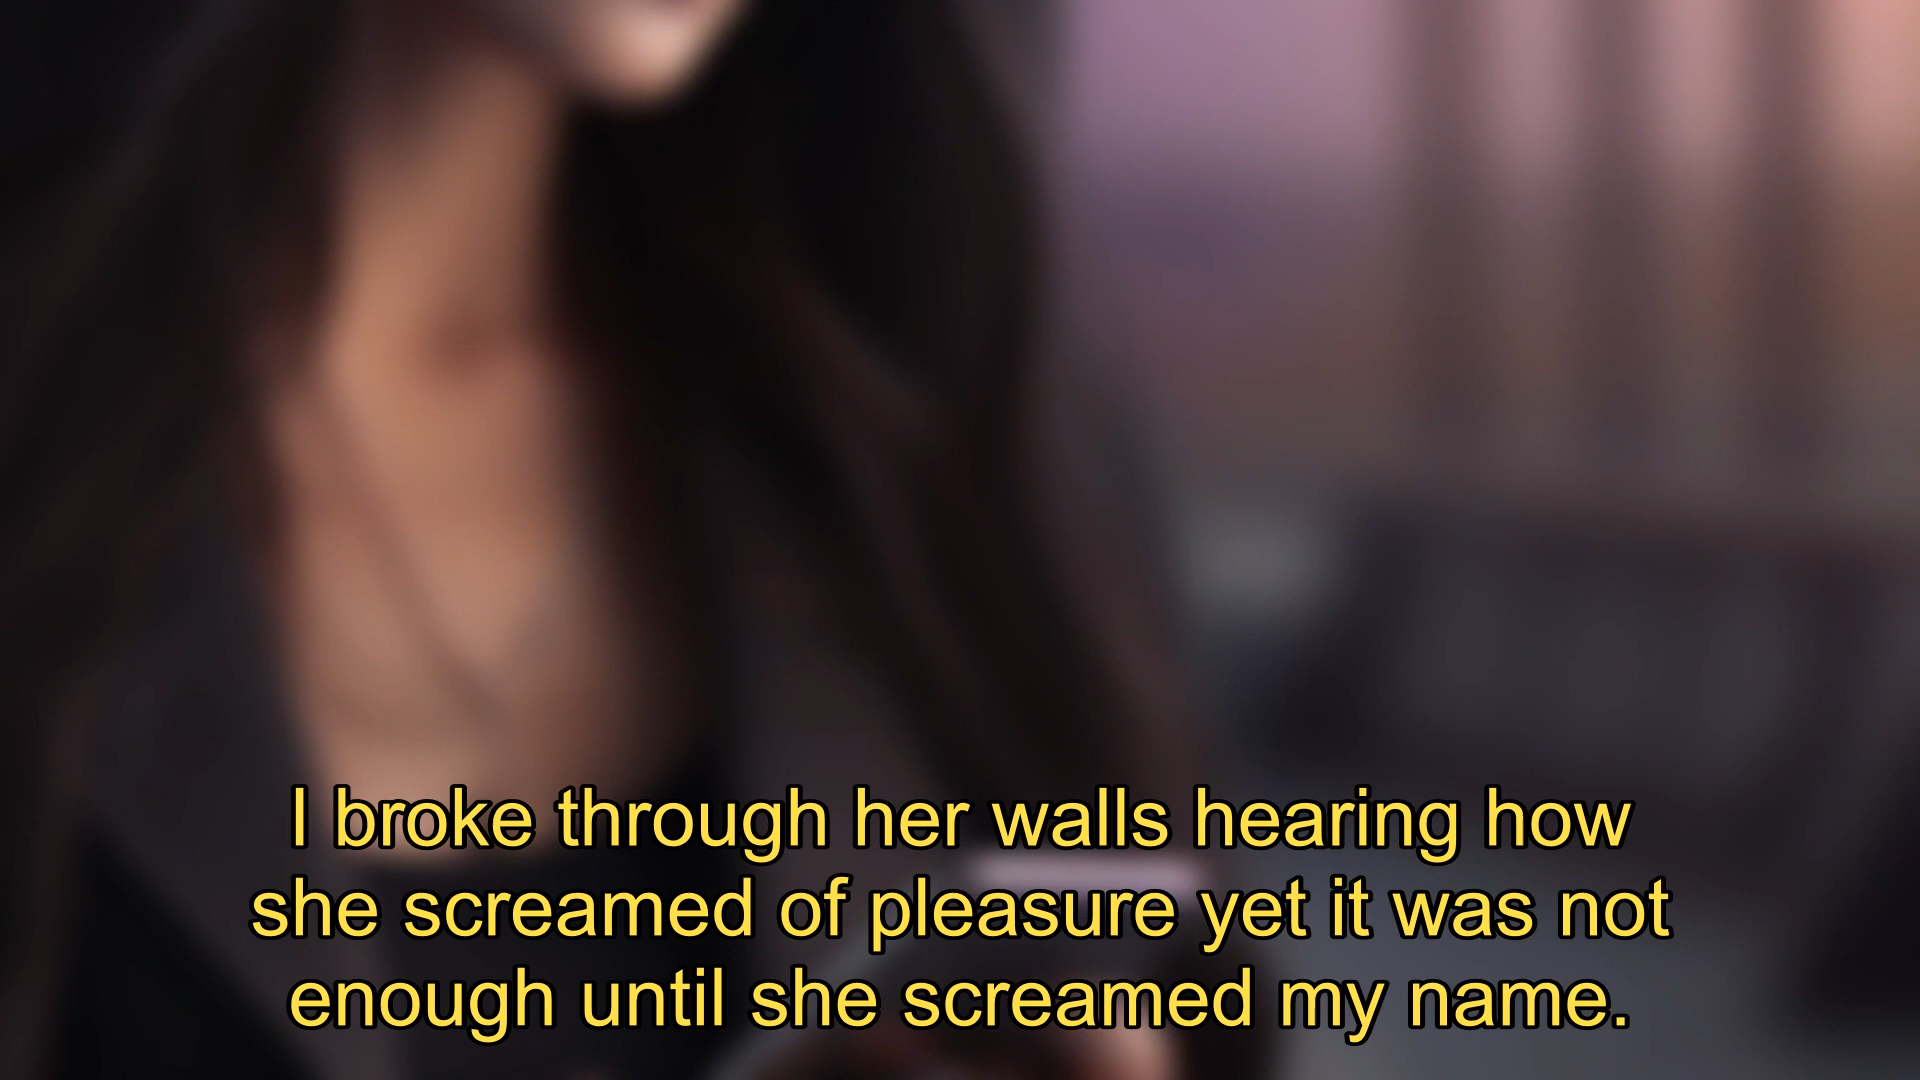 I broke through her walls hearing how
she screamed of pleasure yet it was not
enough until she screamed my name.